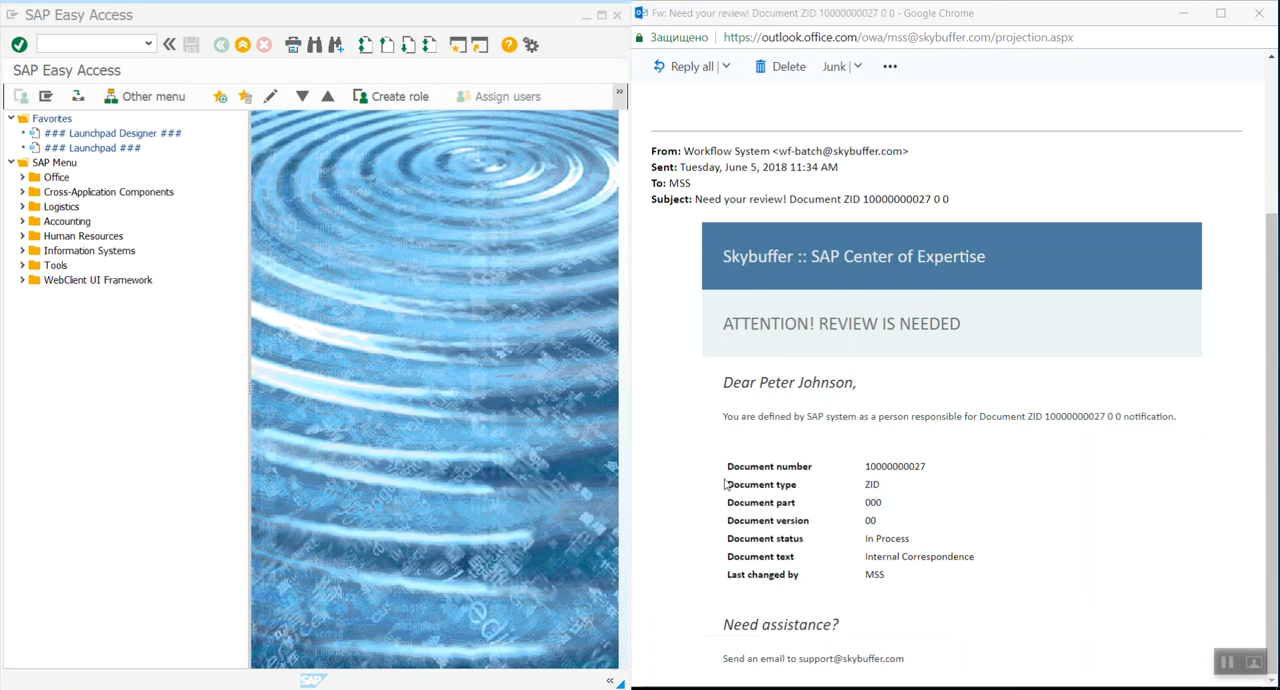 SAP Easy Access
SAP Easy Access
Other menu
Create role
Assign users
»
Favorites
### Launchpad Designer ###
### Launchpad ###
SAP Menu
Office
Cross-Application Components
Logistics
Accounting
Human Resources
Information Systems
Tools
WebClient UI Framework
SAP
«
Fw: Need your review! Document ZID 10000000027 0 0 - Google Chrome
Защищено | https://outlook.office.com/owa/mss@skybuffer.com/projection.aspx
Reply all | Delete Junk | •••
From: Workflow System <wf-batch@skybuffer.com>
Sent: Tuesday, June 5, 2018 11:34 AM
To: MSS
Subject: Need your review! Document ZID 10000000027 0 0
Skybuffer :: SAP Center of Expertise
ATTENTION! REVIEW IS NEEDED
Dear Peter Johnson,
You are defined by SAP system as a person responsible for Document ZID 10000000027 0 0 notification.
Document number 10000000027
Document type ZID
Document part 000
Document version 00
Document status In Process
Document text Internal Correspondence
Last changed by MSS
Need assistance?
Send an email to support@skybuffer.com